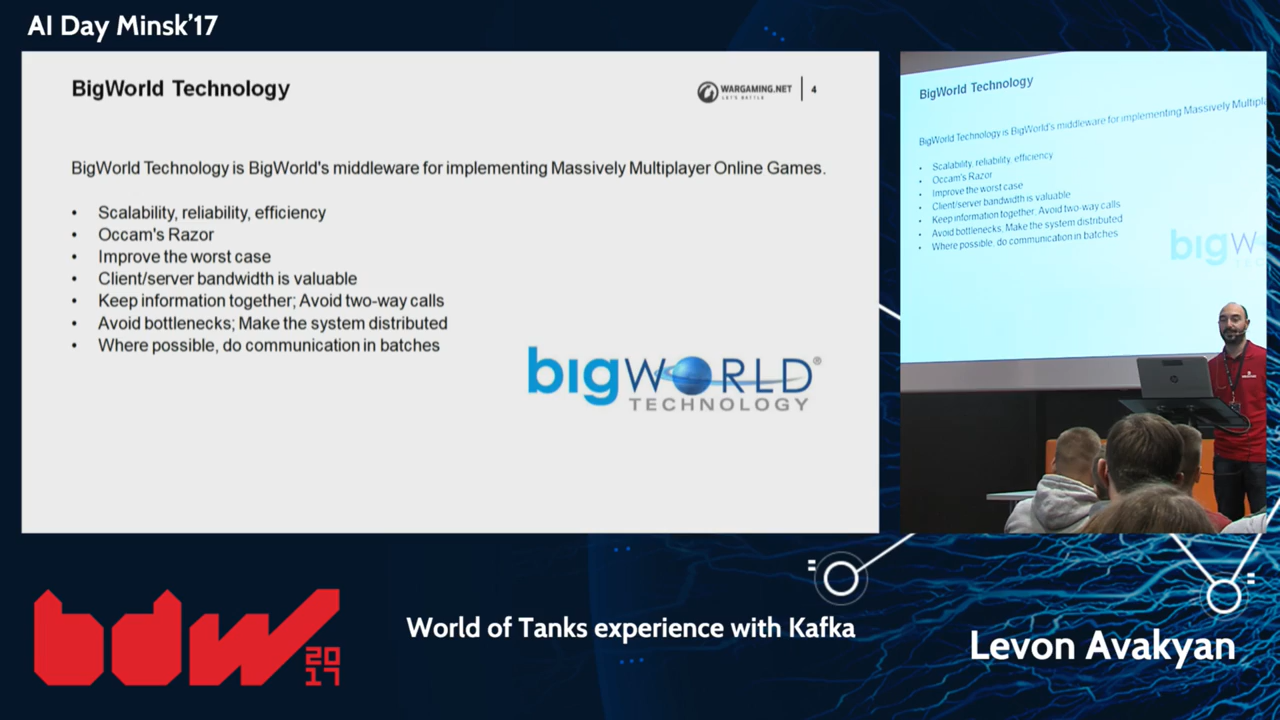 AI Day Minsk'17
BigWorld Technology
WARGAMING.NET
LET'S BATTLE
4
BigWorld Technology is BigWorld's middleware for implementing Massively Multiplayer Online Games.
• Scalability, reliability, efficiency
• Occam's Razor
• Improve the worst case
• Client/server bandwidth is valuable
• Keep information together; Avoid two-way calls
• Avoid bottlenecks; Make the system distributed
• Where possible, do communication in batches
bigWORLD®
TECHNOLOGY
BigWorld Technology
BigWorld Technology is BigWorld's middleware for implementing Massively
• Scalability, reliability, efficiency
• Occam's Razor
• Improve the worst case
• Client/server bandwidth is valuable
• Keep information together; Avoid two-way calls
• Avoid bottlenecks; Make the system distributed
• Where possible, do communication in batches
bigW
TEC
hp
bdw
2017
World of Tanks experience with Kafka
Levon Avakyan